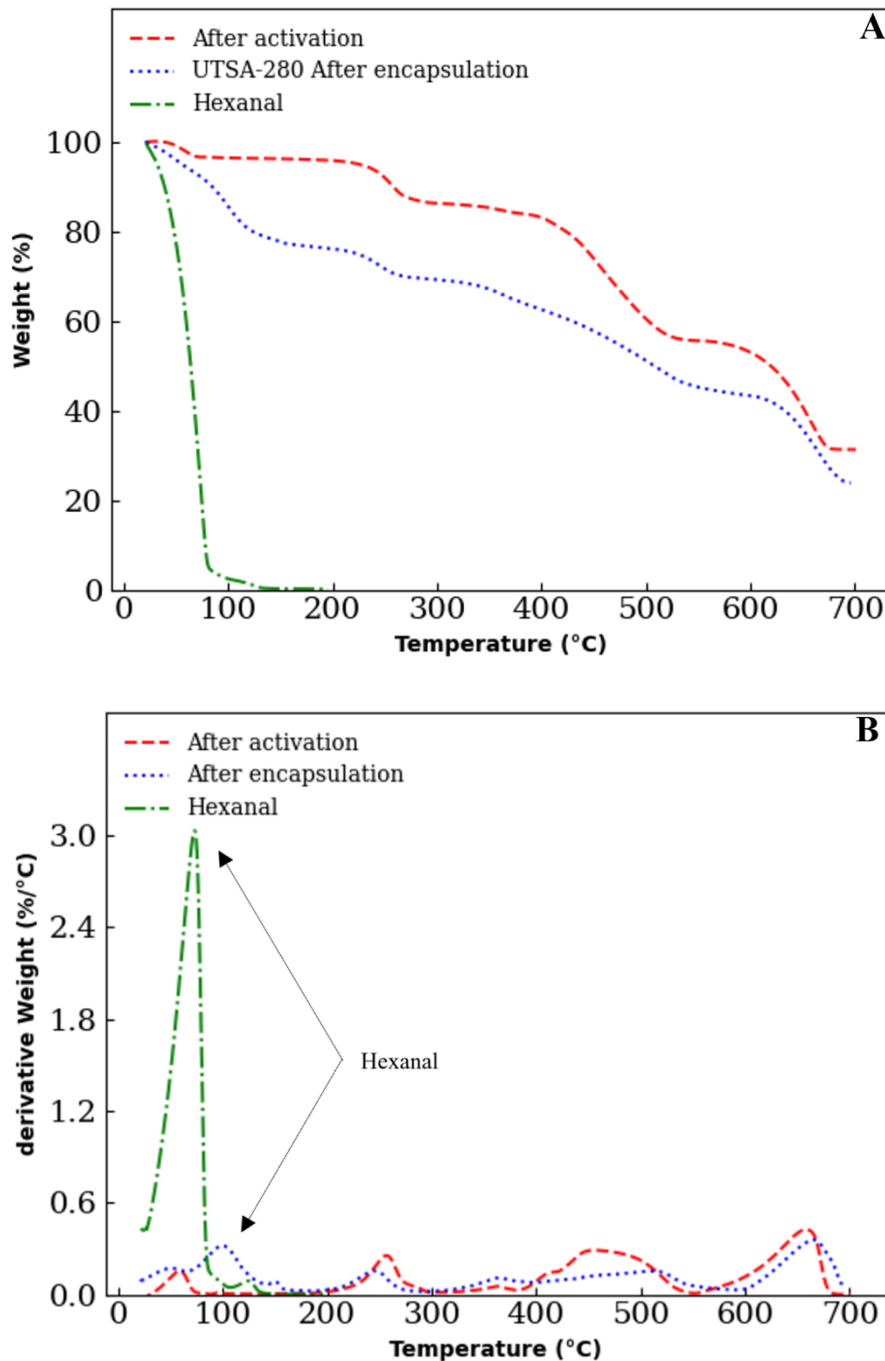 A
After activation
UTSA-280 After encapsulation
Hexanal
100
80
60
40
20
0
Weight (%)
0 100 200 300 400 500 600 700
Temperature (°C)
B
After activation
After encapsulation
Hexanal
3.0
2.4
1.8
1.2
0.6
0.0
derivative Weight (%/°C)
Hexanal
0 100 200 300 400 500 600 700
Temperature (°C)